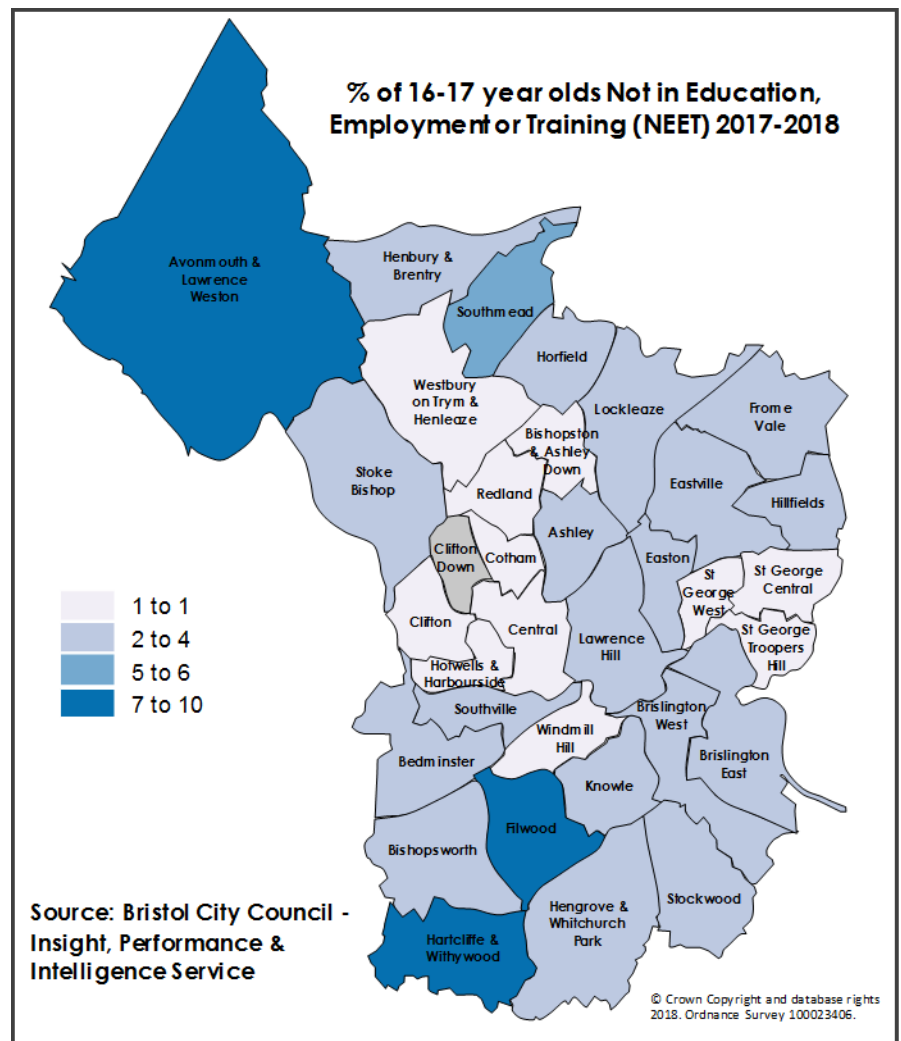 % of 16-17 year olds Not in Education,
Employment or Training (NEET) 2017-2018
Avonmouth &
Lawrence
Weston
Henbury &
Brentry
Southmead
Horfield
Westbury
on Trym &
Henleaze
Lockleaze
Frome
Vale
Bishopston
& Ashley
Down
Stoke
Bishop
Redland
Eastville
Hillfields
Ashley
Clifton
Down
Cotham
Easton
St
George
West
St George
Central
Clifton
Central
Lawrence
Hill
St George
Troopers
Hill
Hotwells &
Harbourside
Southville
Brislington
West
Windmill
Hill
Bedminster
Brislington
East
Knowle
Filwood
Bishopsworth
Stockwood
Hengrove &
Whitchurch
Park
Hartcliffe &
Withywood
1 to 1
2 to 4
5 to 6
7 to 10
Source: Bristol City Council -
Insight, Performance &
Intelligence Service
© Crown Copyright and database rights
2018. Ordnance Survey 100023406.